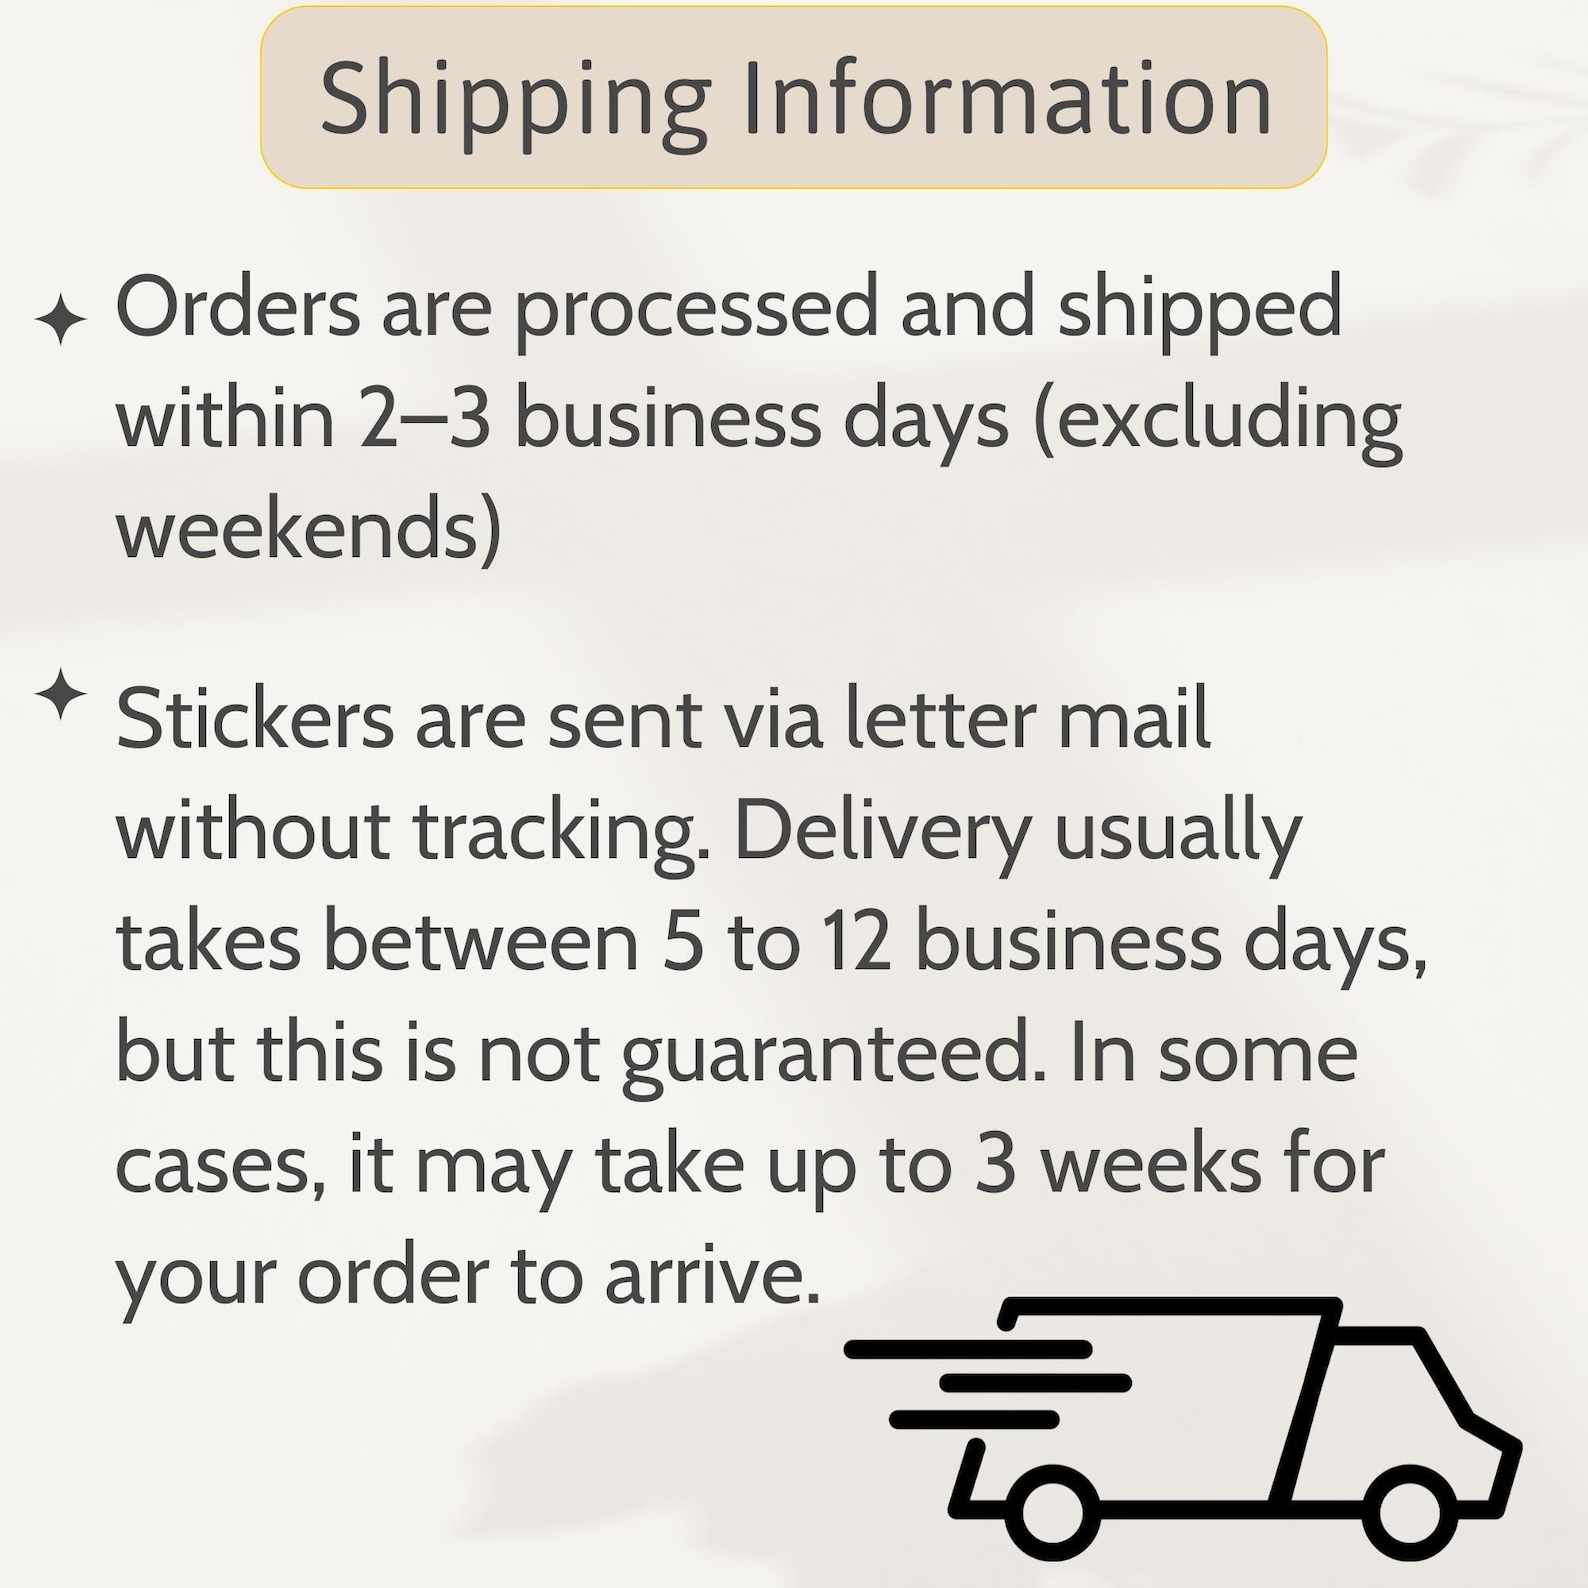 Shipping Information
Orders are processed and shipped
within 2–3 business days (excluding
weekends)
Stickers are sent via letter mail
without tracking. Delivery usually
takes between 5 to 12 business days,
but this is not guaranteed. In some
cases, it may take up to 3 weeks for
your order to arrive.